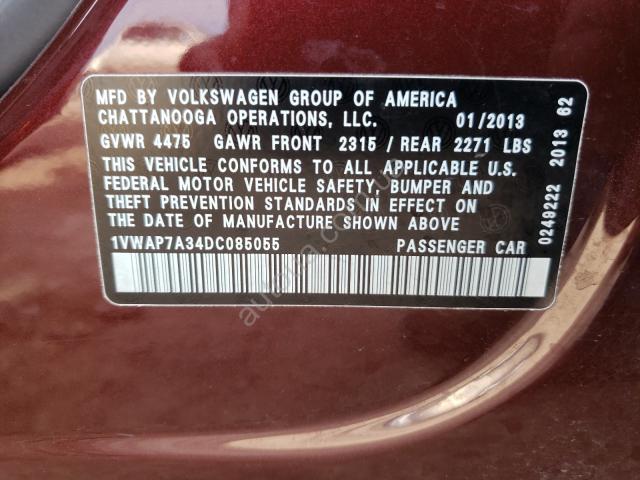 MFD BY VOLKSWAGEN GROUP OF AMERICA
CHATTANOOGA OPERATIONS, LLC. 01/2013
GVWR 4475 GAWR FRONT 2315/REAR 2271 LBS
THIS VEHICLE CONFORMS TO ALL APPLICABLE U.S.
FEDERAL MOTOR VEHICLE SAFETY, BUMPER AND
THEFT PREVENTION STANDARDS IN EFFECT ON
THE DATE OF MANUFACTURE SHOWN ABOVE
1VWAP7A34DC085055 PASSENGER CAR
0249222 2013 62